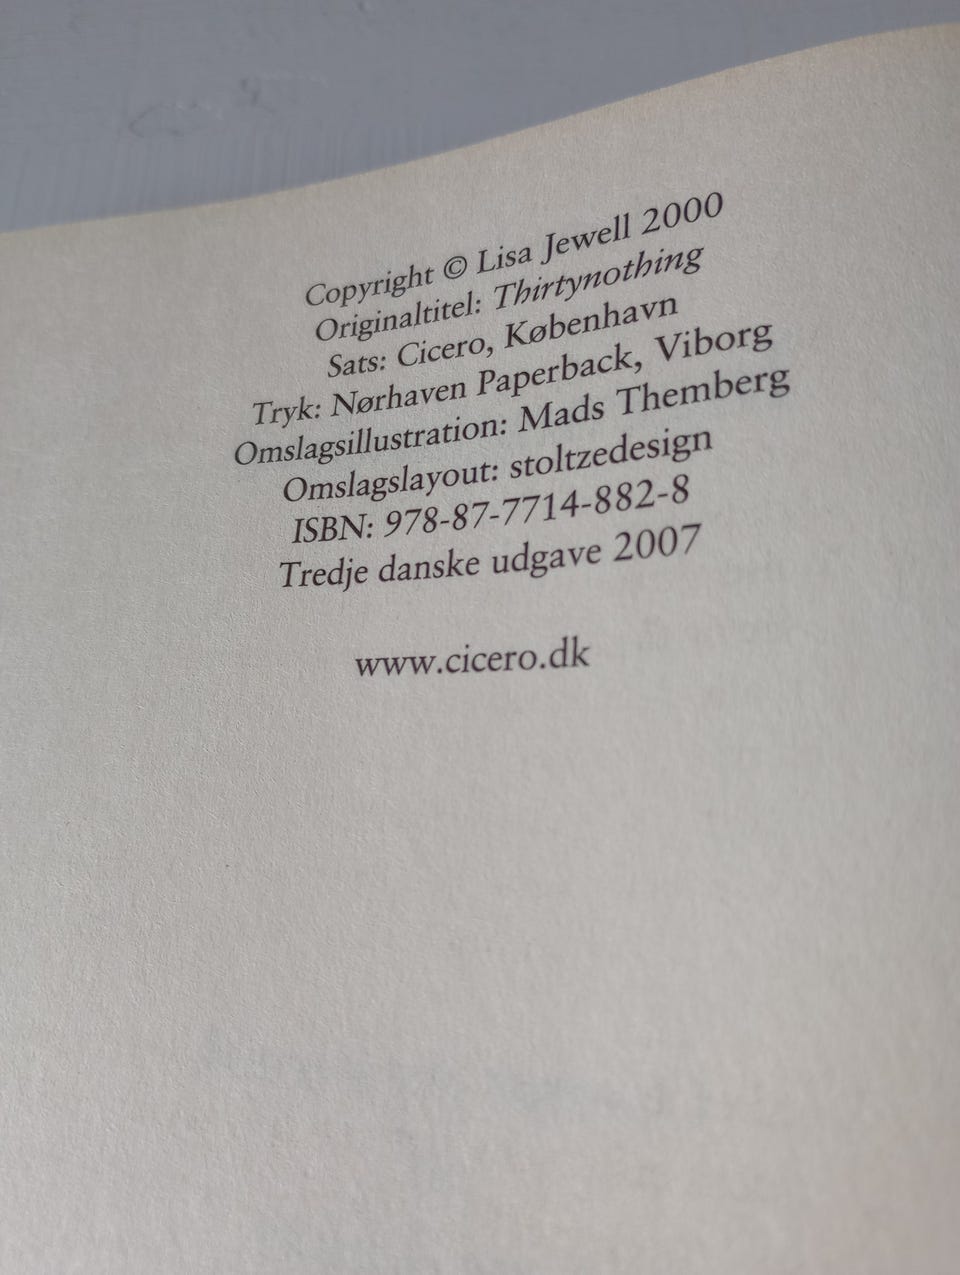 Copyright © Lisa Jewell 2000
Originaltitel: Thirtynothing
Sats: Cicero, København
Tryk: Nørhaven Paperback, Viborg
Omslagsillustration: Mads Themberg
Omslagslayout: stoltzedesign
ISBN: 978-87-7714-882-8
Tredje danske udgave 2007
www.cicero.dk